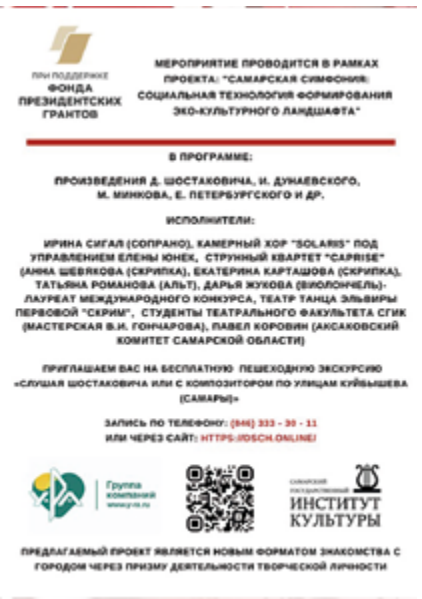 ПРИ ПОДДЕРЖКЕ
ФОНДА
ПРЕЗИДЕНТСКИХ
ГРАНТОВ
МЕРОПРИЯТИЕ ПРОВОДИТСЯ В РАМКАХ
ПРОЕКТА: "САМАРСКАЯ СИМФОНИЯ:
СОЦИАЛЬНАЯ ТЕХНОЛОГИЯ ФОРМИРОВАНИЯ
ЭКО-КУЛЬТУРНОГО ЛАНДШАФТА"
В ПРОГРАММЕ:
ПРОИЗВЕДЕНИЯ Д. ШОСТАКОВИЧА, И. ДУНАЕВСКОГО,
М. МИНКОВА, Е. ПЕТЕРБУРГСКОГО И ДР.
ИСПОЛНИТЕЛИ:
ИРИНА СИГАЛ (СОПРАНО), КАМЕРНЫЙ ХОР "SOLARIS" ПОД
УПРАВЛЕНИЕМ ЕЛЕНЫ ЮНЕК, СТРУННЫЙ КВАРТЕТ "CAPRISE"
(АННА ШЕВЯКОВА (СКРИПКА), ЕКАТЕРИНА КАРТАШОВА (СКРИПКА),
ТАТЬЯНА РОМАНОВА (АЛЬТ), ДАРЬЯ ЖУКОВА (ВИОЛОНЧЕЛЬ)-
ЛАУРЕАТ МЕЖДУНАРОДНОГО КОНКУРСА, ТЕАТР ТАНЦА ЭЛЬВИРЫ
ПЕРВОВОЙ "СКРИМ", СТУДЕНТЫ ТЕАТРАЛЬНОГО ФАКУЛЬТЕТА СГИК
(МАСТЕРСКАЯ В.И. ГОНЧАРОВА), ПАВЕЛ КОРОВИН (АКСАКОВСКИЙ
КОМИТЕТ САМАРСКОЙ ОБЛАСТИ)
ПРИГЛАШАЕМ ВАС НА БЕСПЛАТНУЮ ПЕШЕХОДНУЮ ЭКСКУРСИЮ
«СЛУШАЯ ШОСТАКОВИЧА ИЛИ С КОМПОЗИТОРОМ ПО УЛИЦАМ КУЙБЫШЕВА
(САМАРЫ)»
ЗАПИСЬ ПО ТЕЛЕФОНУ: (846) 333 - 30 - 11
ИЛИ ЧЕРЕЗ САЙТ: HTTPS://DSCH.ONLINE/
Группа
компаний
САМАРСКИЙ
ГОСУДАРСТВЕННЫЙ
ИНСТИТУТ
КУЛЬТУРЫ
ПРЕДЛАГАЕМЫЙ ПРОЕКТ ЯВЛЯЕТСЯ НОВЫМ ФОРМАТОМ ЗНАКОМСТВА С
ГОРОДОМ ЧЕРЕЗ ПРИЗМУ ДЕЯТЕЛЬНОСТИ ТВОРЧЕСКОЙ ЛИЧНОСТИ